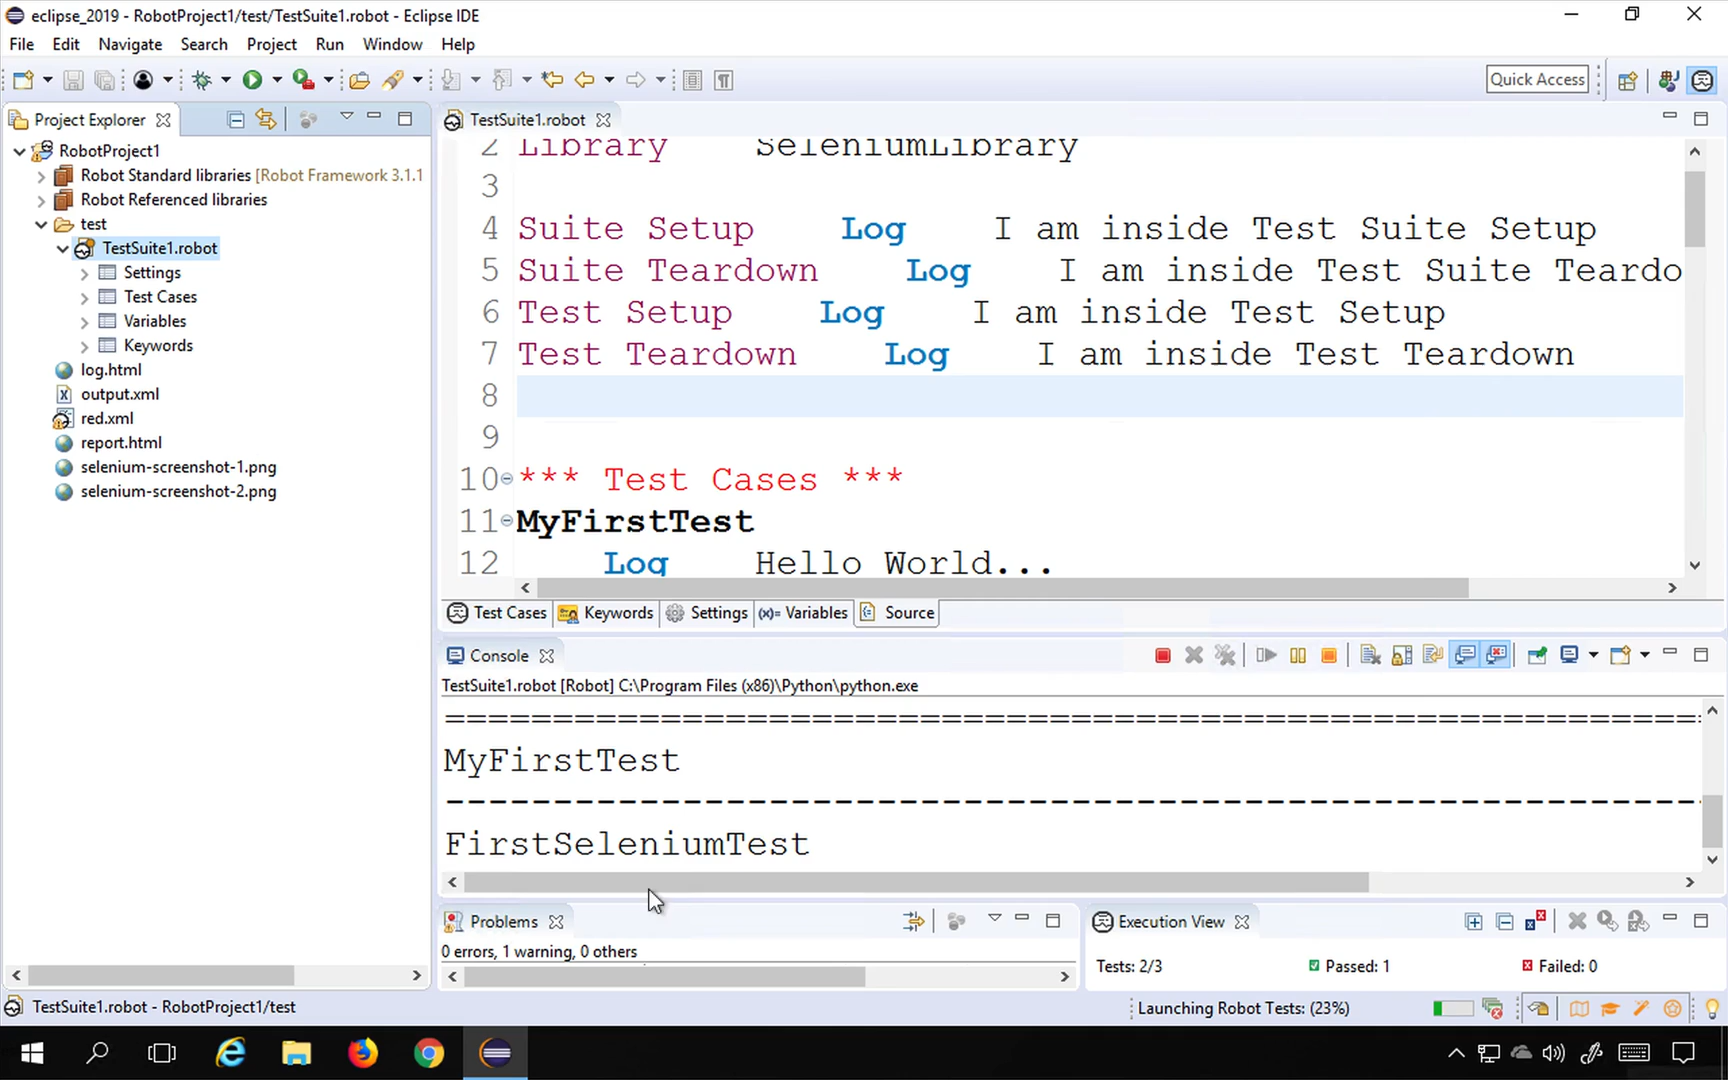 eclipse_2019 - RobotProject1/test/TestSuite1.robot - Eclipse IDE
File Edit Navigate Search Project Run Window Help
Quick Access
Project Explorer
RobotProject1
Robot Standard libraries [Robot Framework 3.1.1
Robot Referenced libraries
test
TestSuite1.robot
Settings
Test Cases
Variables
Keywords
log.html
output.xml
red.xml
report.html
selenium-screenshot-1.png
selenium-screenshot-2.png
TestSuite1.robot
2 Library SeleniumLibrary
3
4 Suite Setup Log I am inside Test Suite Setup
5 Suite Teardown Log I am inside Test Suite Teardo
6 Test Setup Log I am inside Test Setup
7 Test Teardown Log I am inside Test Teardown
8
9
10 *** Test Cases ***
11 MyFirstTest
12 Log Hello World...
Test Cases Keywords Settings (x)= Variables Source
Console
TestSuite1.robot [Robot] C:\Program Files (x86)\Python\python.exe
================================================================================
MyFirstTest
--------------------------------------------------------------------------------
FirstSeleniumTest
Problems
0 errors, 1 warning, 0 others
Execution View
Tests: 2/3 Passed: 1 Failed: 0
TestSuite1.robot - RobotProject1/test
Launching Robot Tests: (23%)